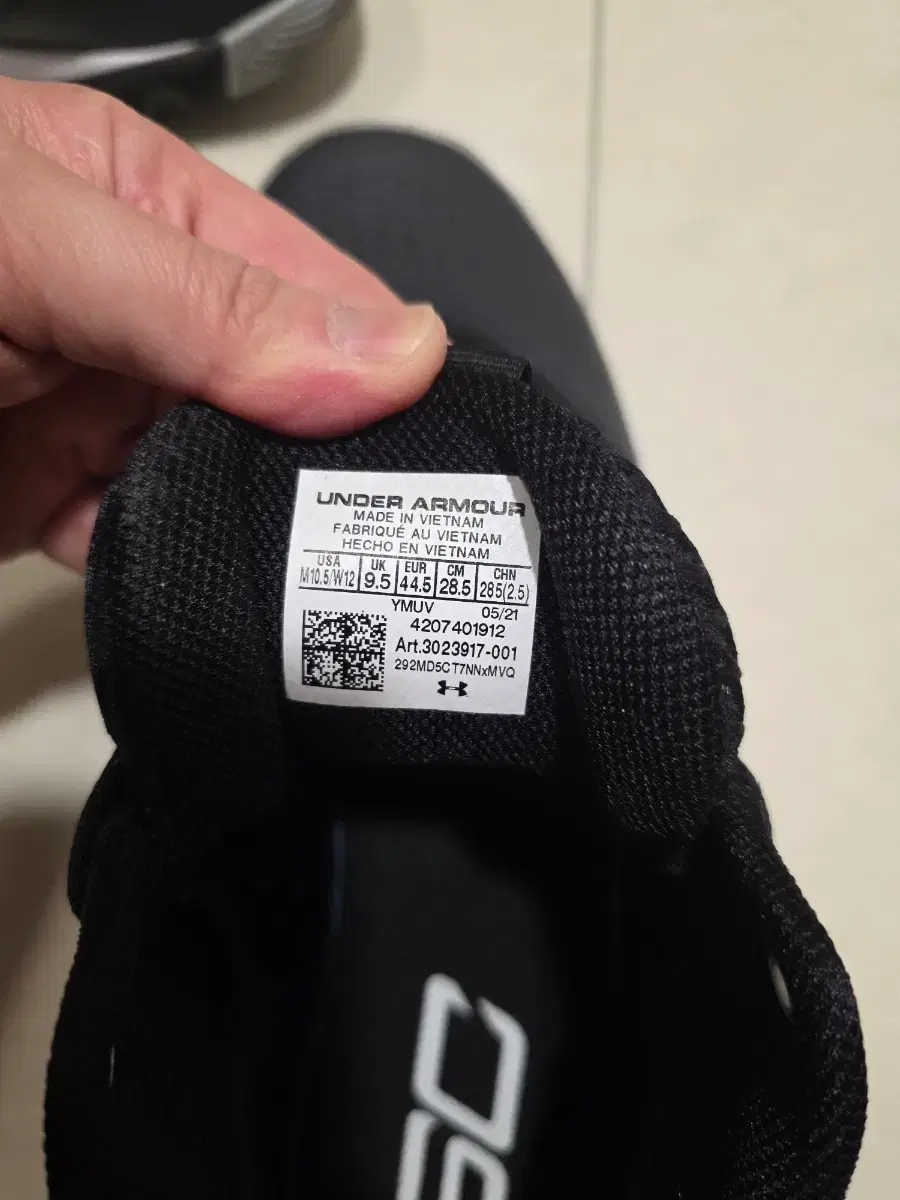 UNDER ARMOUR
MADE IN VIETNAM
FABRIQUÉ AU VIETNAM
HECHO EN VIETNAM
USA UK EUR CM CHN
M10.5/W12 9.5 44.5 28.5 285(2.5)
YMUV 05/21
4207401912
Art.3023917-001
292MD5CT7NNxMVQ